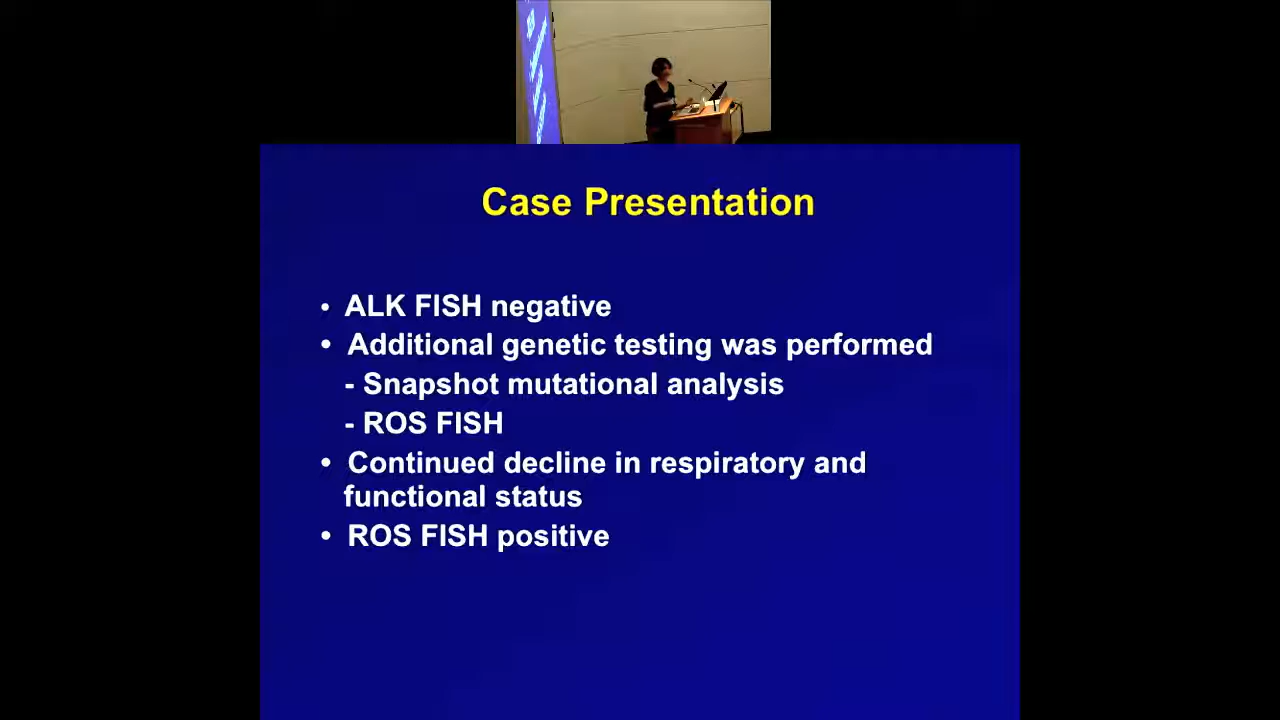 Case Presentation
• ALK FISH negative
• Additional genetic testing was performed
- Snapshot mutational analysis
- ROS FISH
• Continued decline in respiratory and
functional status
• ROS FISH positive